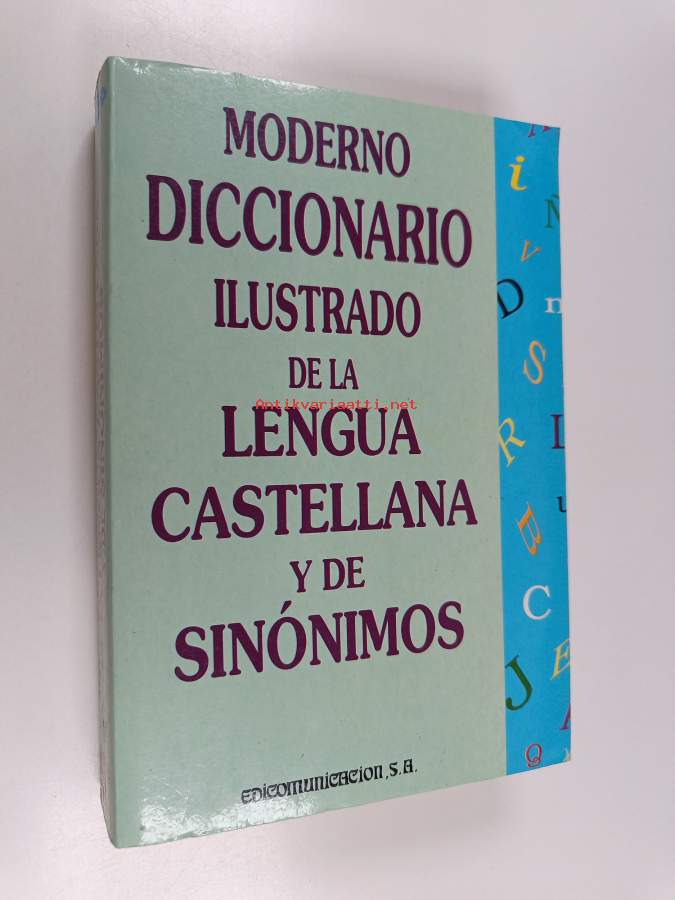 MODERNO
DICCIONARIO
ILUSTRADO
DE LA
Antikvariaatti.net
LENGUA
CASTELLANA
Y DE
SINÓNIMOS
EDICOMUNICACION, S.A.
i
Ñ
V
D
n
S
R
L
u
B
C
J
E
Q